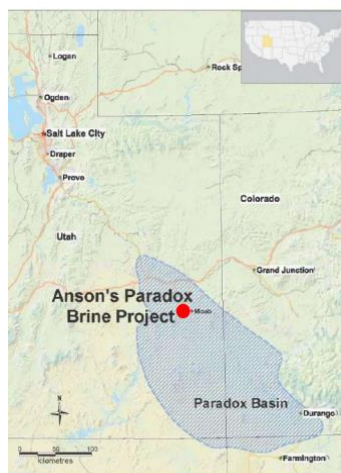 Logan
Rock Sp
Ogden
Salt Lake City
Draper
Provo
Colorado
Utah
Grand Junction
Anson's Paradox
Brine Project
Moab
Paradox Basin
Durango
N
0
100
kilometres
Farmington